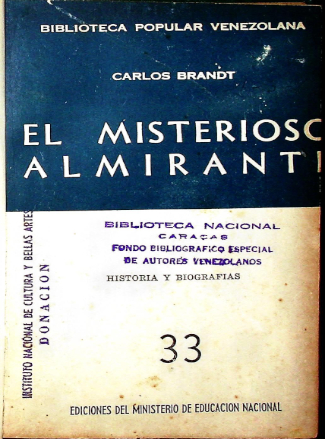 BIBLIOTECA POPULAR VENEZOLANA
CARLOS BRANDT
EL MISTERIOSO
ALMIRANTE
BIBLIOTECA NACIONAL
CARACAS
FONDO BIBLIOGRAFICO ESPECIAL
DE AUTORES VENEZOLANOS
HISTORIA Y BIOGRAFIAS
INSTITUTO NACIONAL DE CULTURA Y BELLAS ARTES
DONACION
33
EDICIONES DEL MINISTERIO DE EDUCACION NACIONAL